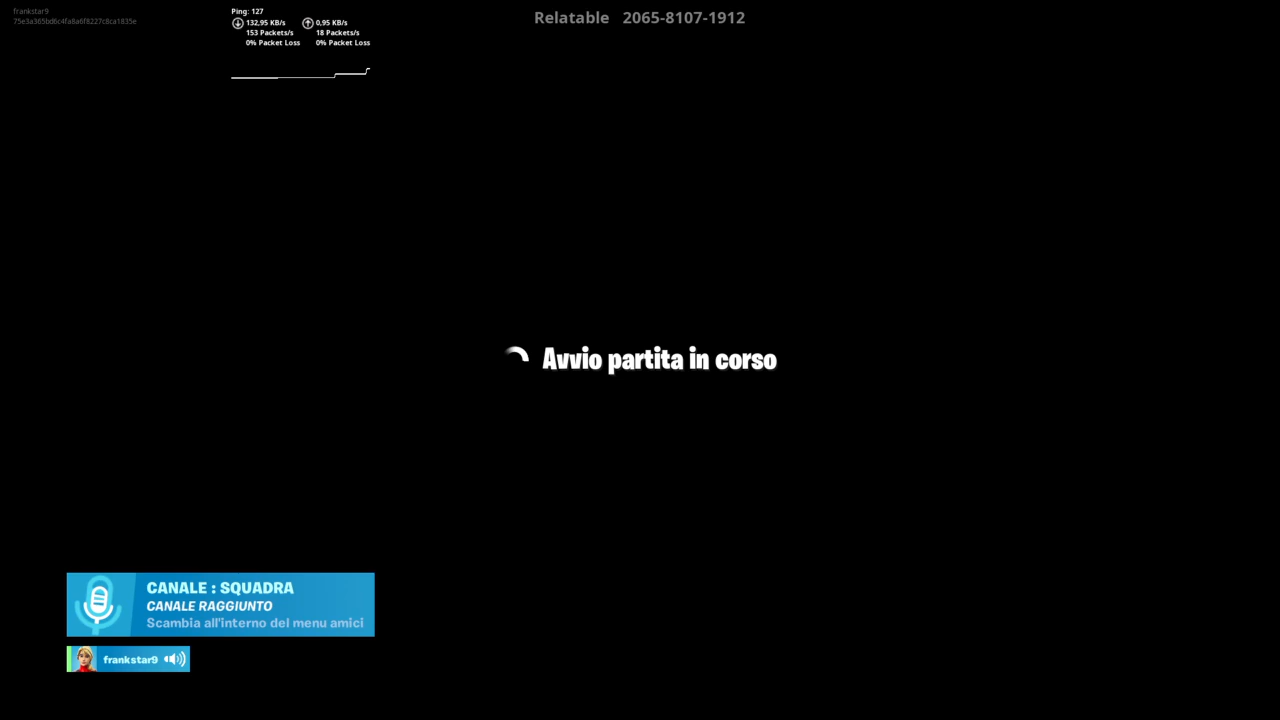 frankstar9
75e3a365bd6c4fa8a6f8227c8ca1835e
Ping: 127
132,95 KB/s 0,95 KB/s
153 Packets/s 18 Packets/s
0% Packet Loss 0% Packet Loss
Relatable 2065-8107-1912
Avvio partita in corso
CANALE : SQUADRA
CANALE RAGGIUNTO
Scambia all'interno del menu amici
frankstar9